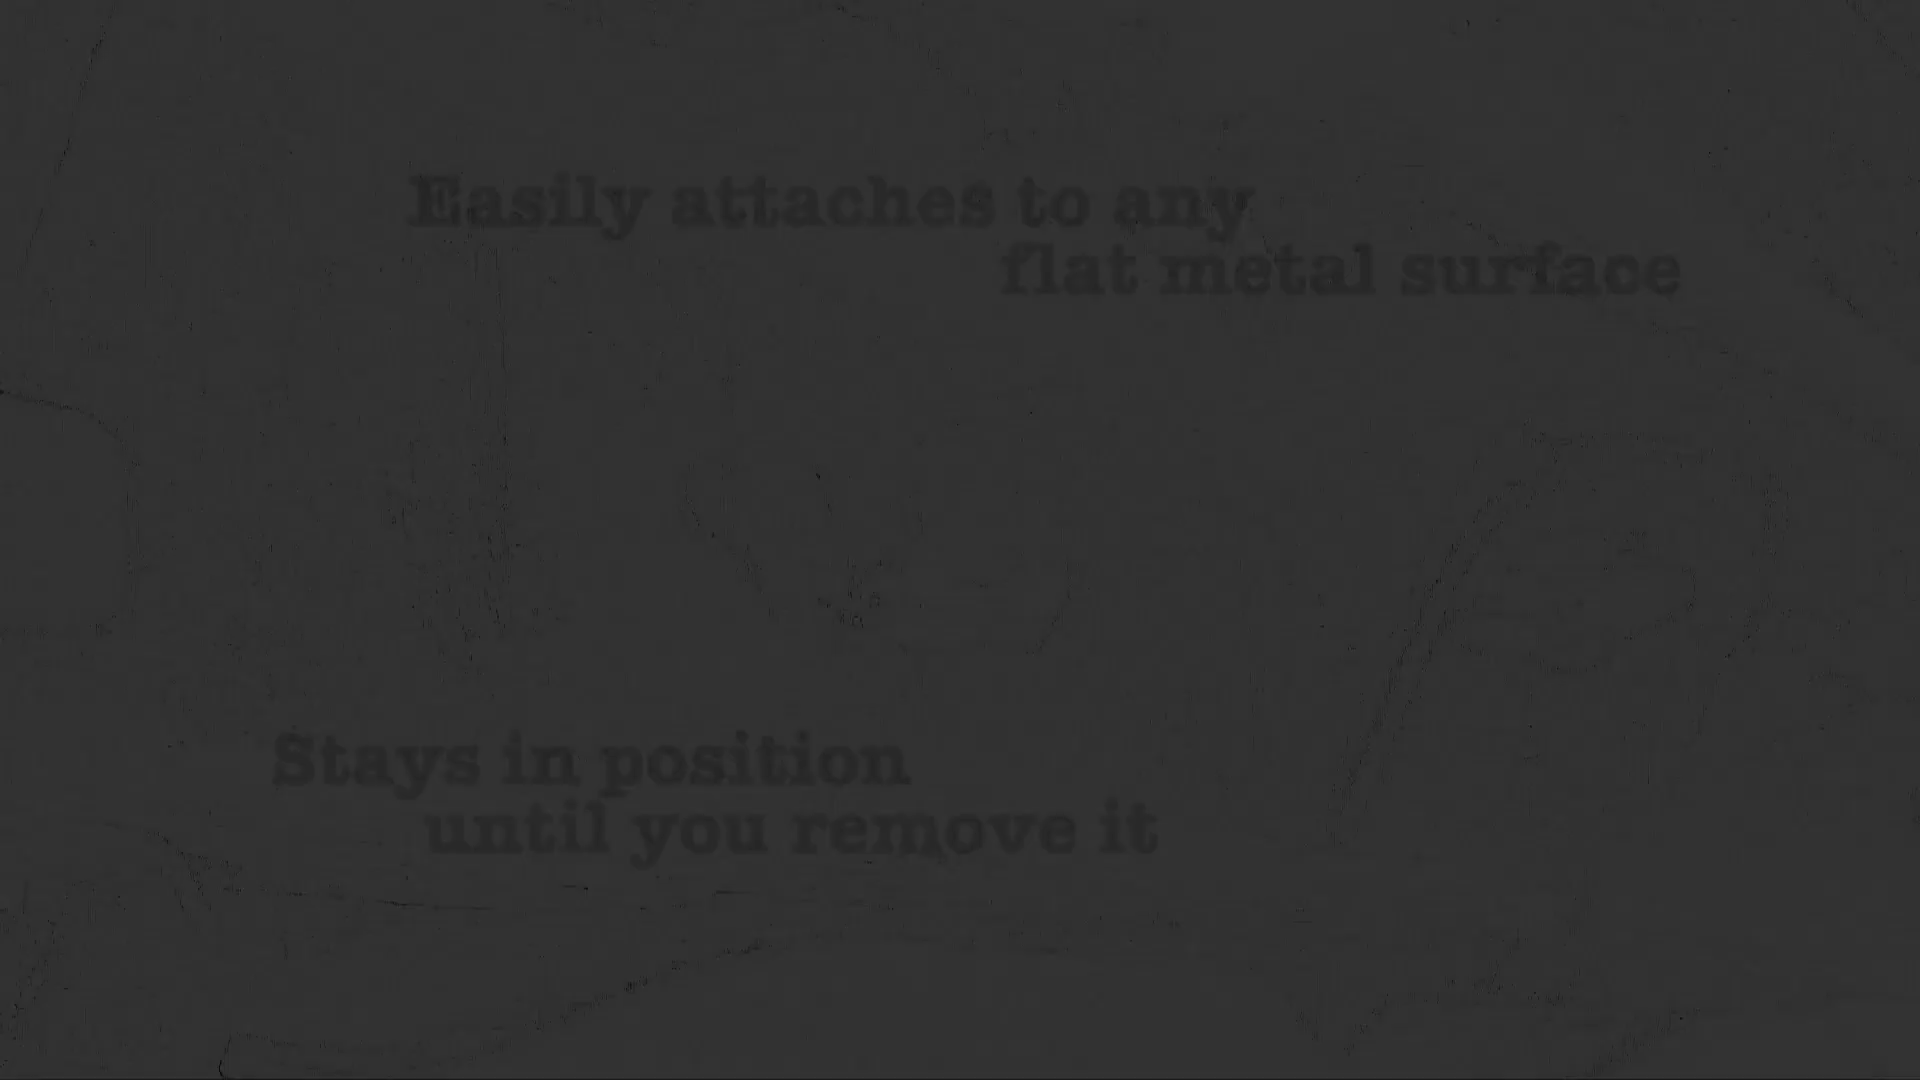 Easily attaches to any
flat metal surface
Stays in position
until you remove it